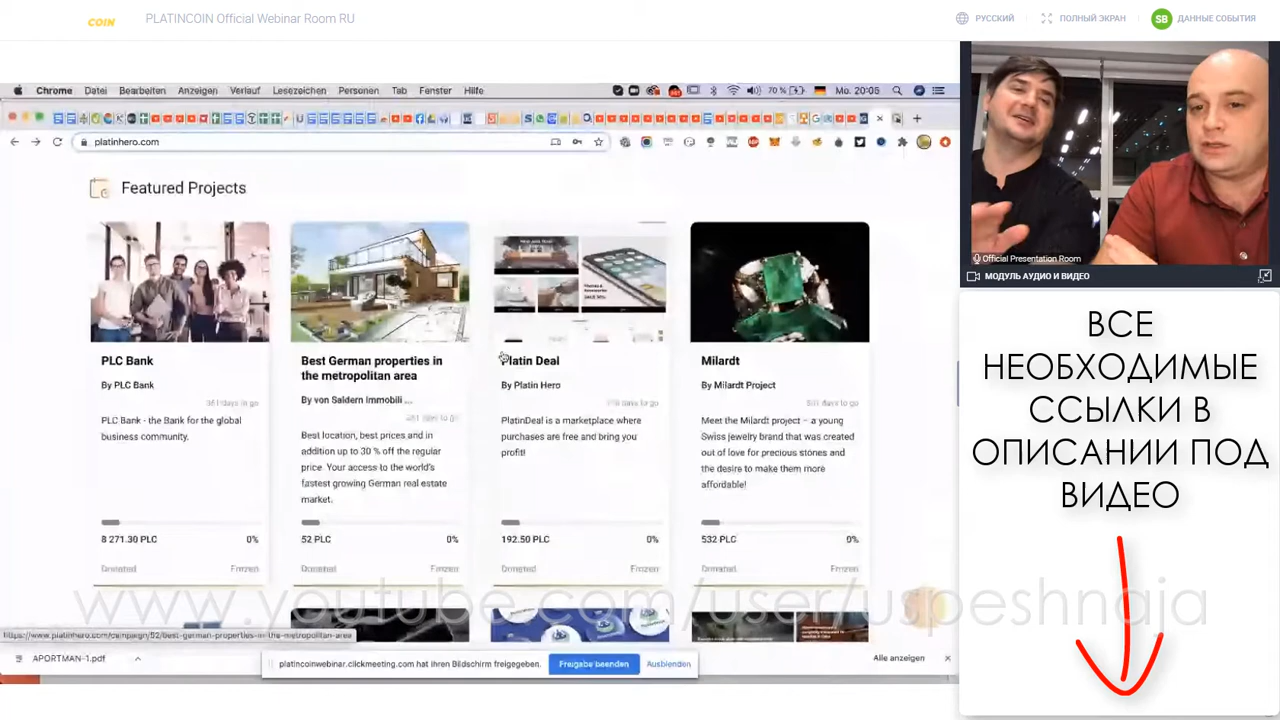 COIN
PLATINCOIN Official Webinar Room RU
РУССКИЙ
ПОЛНЫЙ ЭКРАН
SB
ДАННЫЕ СОБЫТИЯ
Chrome Datei Bearbeiten Anzeigen Verlauf Lesezeichen Personen Tab Fenster Hilfe
70 %
Mo. 20:06
platinhero.com
Featured Projects
PLC Bank
By PLC Bank
PLC Bank - the Bank for the global
business community.
8 271.30 PLC 0%
Donated Frozen
Best German properties in
the metropolitan area
By von Saldern Immobili ...
Best location, best prices and in
addition up to 30 % off the regular
price. Your access to the world's
fastest growing German real estate
market.
52 PLC 0%
Donated Frozen
Platin Deal
By Platin Hero
PlatinDeal is a marketplace where
purchases are free and bring you
profit!
192.50 PLC 0%
Donated Frozen
Milardt
By Milardt Project
Meet the Milardt project – a young
Swiss jewelry brand that was created
out of love for precious stones and
the desire to make them more
affordable!
532 PLC 0%
Donated Frozen
www.youtube.com/user/uspeshnaja
https://www.platinhero.com/campaign/52/best-german-properties-in-the-metropolitan-area
APORTMAN-1.pdf
platincoinwebinar.clickmeeting.com hat ihren Bildschirm freigegeben.
Freigabe beenden
Ausblenden
Alle anzeigen
Official Presentation Room
МОДУЛЬ АУДИО И ВИДЕО
ВСЕ
НЕОБХОДИМЫЕ
ССЫЛКИ В
ОПИСАНИИ ПОД
ВИДЕО